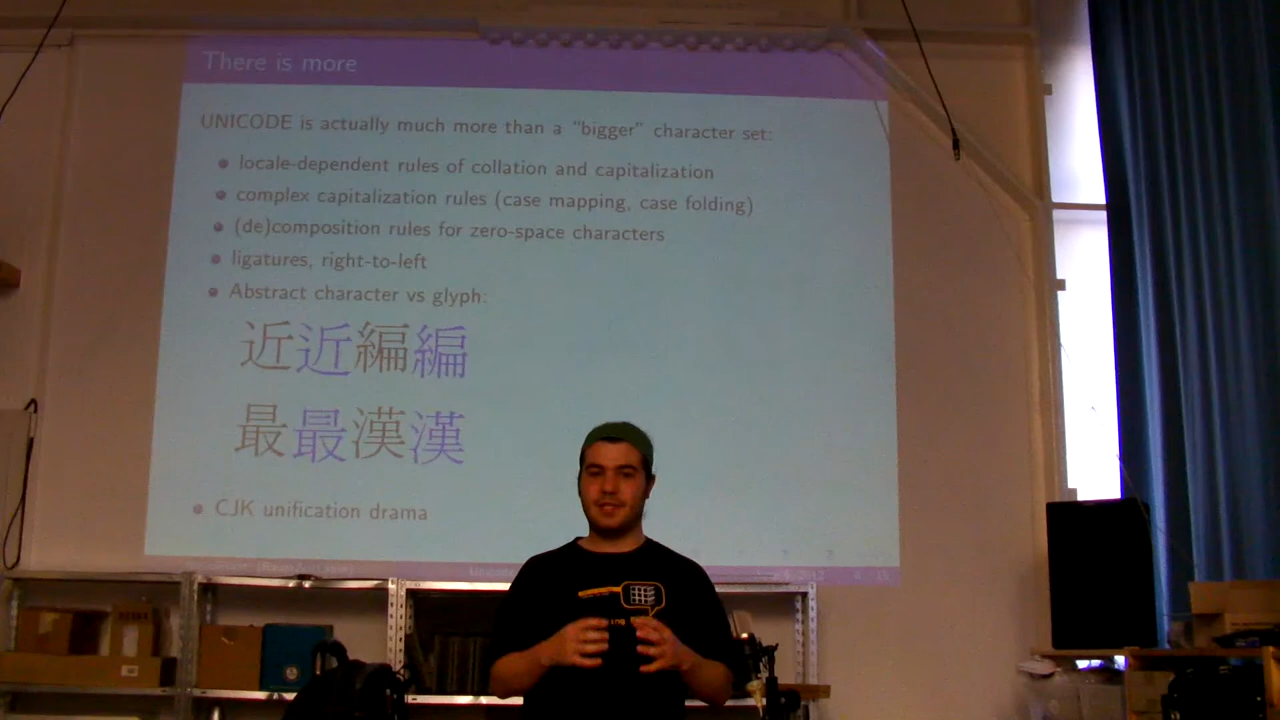 There is more
UNICODE is actually much more than a "bigger" character set:
locale-dependent rules of collation and capitalization
complex capitalization rules (case mapping, case folding)
(de)composition rules for zero-space characters
ligatures, right-to-left
Abstract character vs glyph:
近近編編
最最漢漢
CJK unification drama